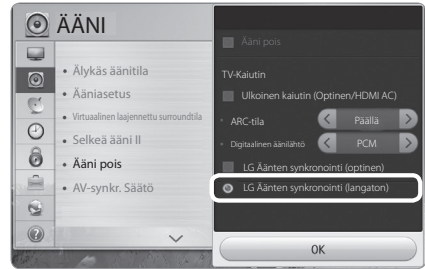 ÄÄNI
• Älykäs äänitila
• Ääniasetus
• Virtuaalinen laajennettu surroundtila
• Selkeä ääni II
• Ääni pois
• AV-synkr. Säätö
Ääni pois
TV-Kaiutin
Ulkoinen kaiutin (Optinen/HDMI AC)
• ARC-tila < Päällä >
• Digitaalinen äänilähtö < PCM >
LG Äänten synkronointi (optinen)
LG Äänten synkronointi (langaton)
OK